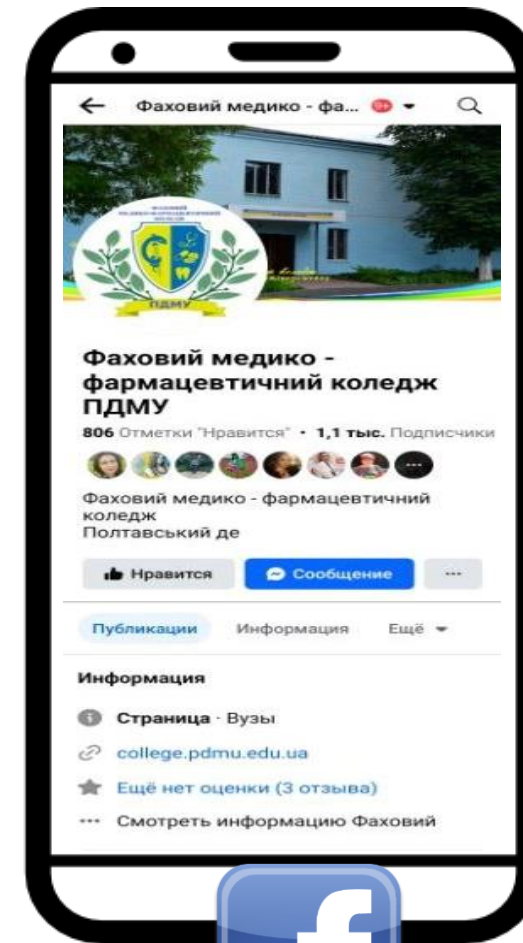 Фаховий медико - фа... 9+
ПДМУ
Фаховий медико -
фармацевтичний коледж
ПДМУ
806 Отметки "Нравится" • 1,1 тыс. Подписчики
Фаховий медико - фармацевтичний
коледж
Полтавський де
Нравится Сообщение ...
Публикации Информация Ещё
Информация
Страница · Вузы
college.pdmu.edu.ua
Ещё нет оценки (3 отзыва)
Смотреть информацию Фаховий
f